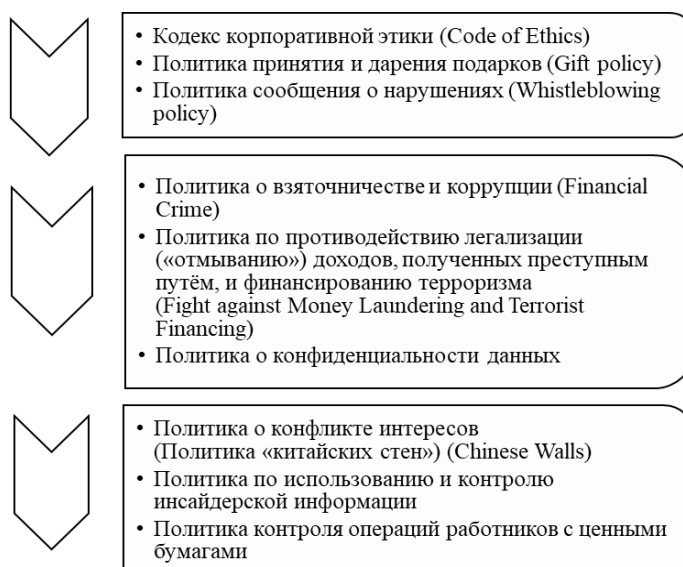 • Кодекс корпоративной этики (Code of Ethics)
• Политика принятия и дарения подарков (Gift policy)
• Политика сообщения о нарушениях (Whistleblowing
policy)
• Политика о взяточничестве и коррупции (Financial
Crime)
• Политика по противодействию легализации
(«отмыванию») доходов, полученных преступным
путём, и финансированию терроризма
(Fight against Money Laundering and Terrorist
Financing)
• Политика о конфиденциальности данных
• Политика о конфликте интересов
(Политика «китайских стен») (Chinese Walls)
• Политика по использованию и контролю
инсайдерской информации
• Политика контроля операций работников с ценными
бумагами